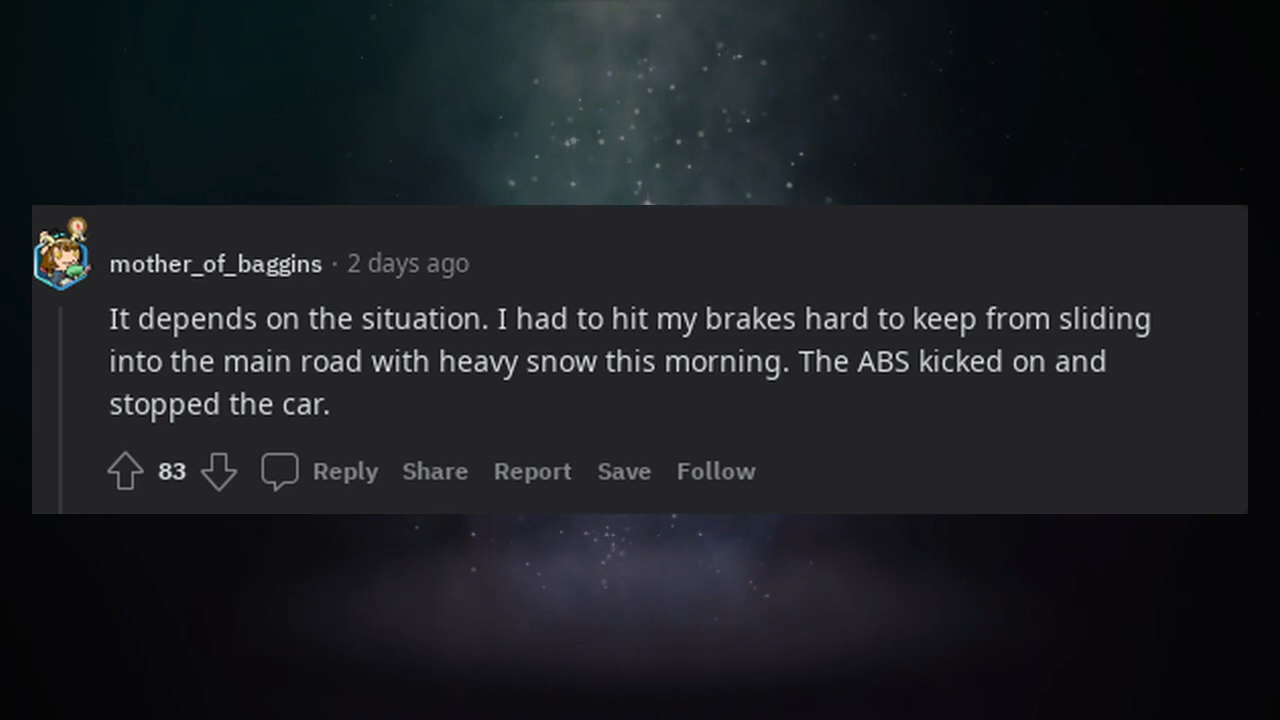 mother_of_baggins · 2 days ago
It depends on the situation. I had to hit my brakes hard to keep from sliding
into the main road with heavy snow this morning. The ABS kicked on and
stopped the car.
83 Reply Share Report Save Follow